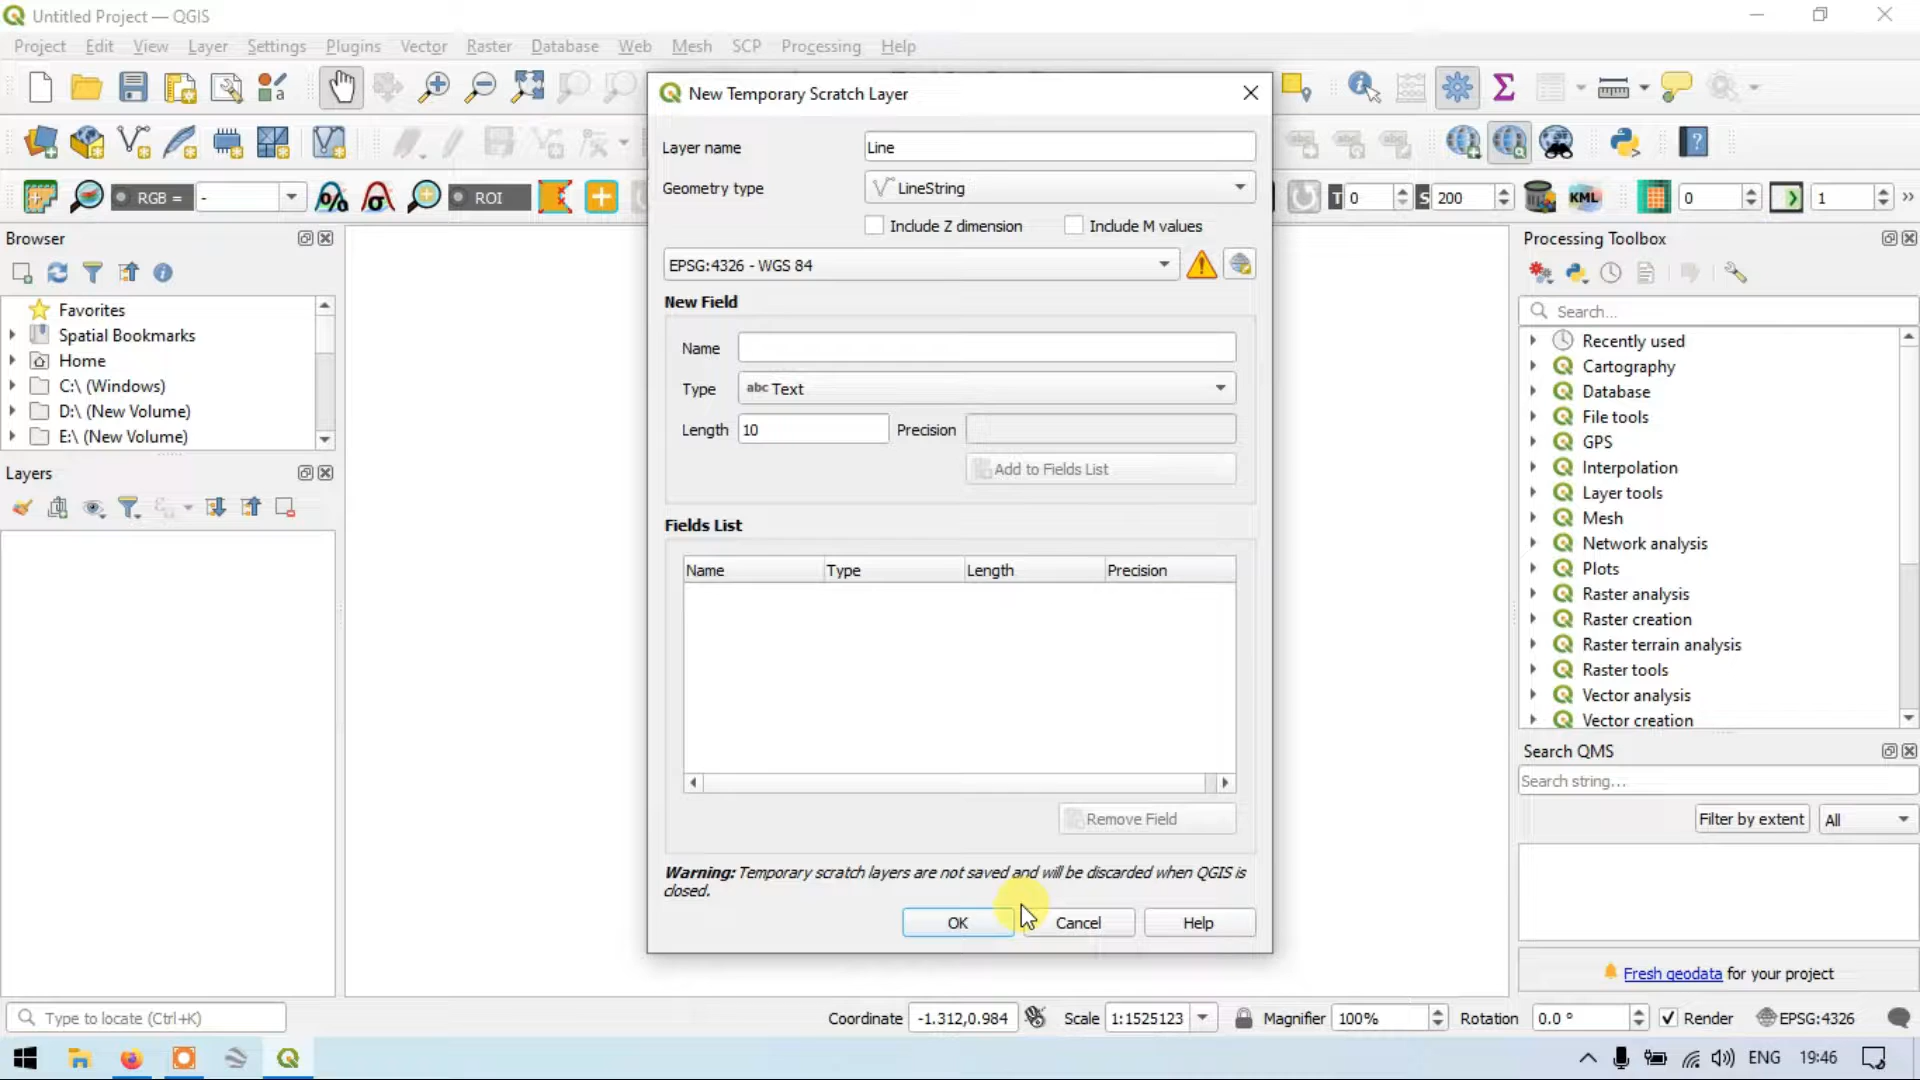 Untitled Project — QGIS
Project Edit View Layer Settings Plugins Vector Raster Database Web Mesh SCP Processing Help
New Temporary Scratch Layer
Layer name Line
Geometry type LineString
Include Z dimension Include M values
EPSG:4326 - WGS 84
New Field
Name
Type abc Text
Length 10 Precision
Add to Fields List
Fields List
Name Type Length Precision
Remove Field
Warning: Temporary scratch layers are not saved and will be discarded when QGIS is
closed.
OK Cancel Help
RGB = - ROI
T 0 S 200 KML 0 1 »
Browser
Favorites
Spatial Bookmarks
Home
C:\ (Windows)
D:\ (New Volume)
E:\ (New Volume)
Layers
Processing Toolbox
Search...
Recently used
Cartography
Database
File tools
GPS
Interpolation
Layer tools
Mesh
Network analysis
Plots
Raster analysis
Raster creation
Raster terrain analysis
Raster tools
Vector analysis
Vector creation
Search QMS
Search string...
Filter by extent All
Fresh geodata for your project
Type to locate (Ctrl+K) Coordinate -1.312,0.984 Scale 1:1525123 Magnifier 100% Rotation 0.0 ° Render EPSG:4326
ENG 19:46